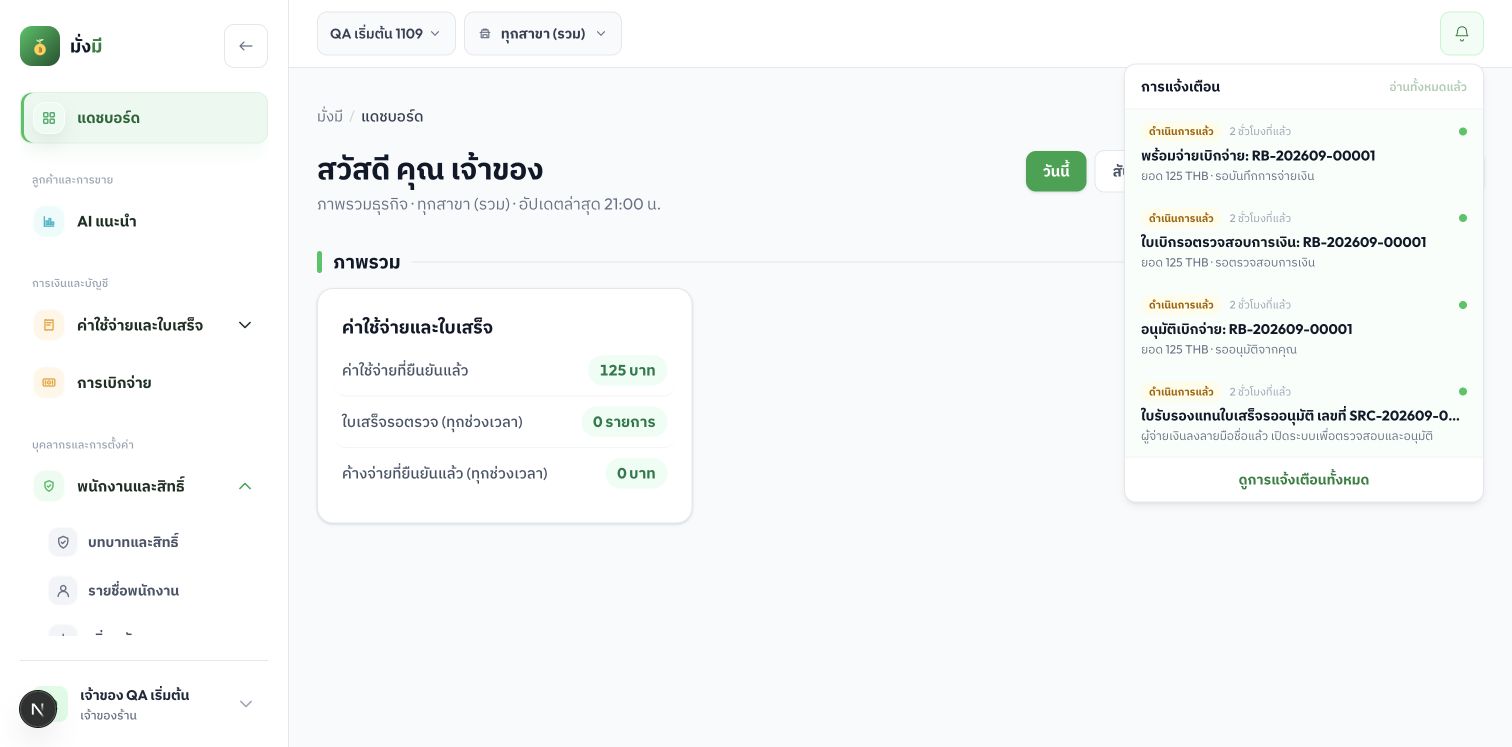 มั่งมี
แดชบอร์ด
ลูกค้าและการขาย
AI แนะนำ
การเงินและบัญชี
ค่าใช้จ่ายและใบเสร็จ
การเบิกจ่าย
บุคลากรและการตั้งค่า
พนักงานและสิทธิ์
บทบาทและสิทธิ์
รายชื่อพนักงาน
N
เจ้าของ QA เริ่มต้น
เจ้าของร้าน
QA เริ่มต้น 1109
ทุกสาขา (รวม)
มั่งมี / แดชบอร์ด
สวัสดี คุณ เจ้าของ
ภาพรวมธุรกิจ · ทุกสาขา (รวม) · อัปเดตล่าสุด 21:00 น.
วันนี้
ภาพรวม
ค่าใช้จ่ายและใบเสร็จ
ค่าใช้จ่ายที่ยืนยันแล้ว 125 บาท
ใบเสร็จรอตรวจ (ทุกช่วงเวลา) 0 รายการ
ค้างจ่ายที่ยืนยันแล้ว (ทุกช่วงเวลา) 0 บาท
การแจ้งเตือน อ่านทั้งหมดแล้ว
ดำเนินการแล้ว 2 ชั่วโมงที่แล้ว
พร้อมจ่ายเบิกจ่าย: RB-202609-00001
ยอด 125 THB · รอบันทึกการจ่ายเงิน
ดำเนินการแล้ว 2 ชั่วโมงที่แล้ว
ใบเบิกรอตรวจสอบการเงิน: RB-202609-00001
ยอด 125 THB · รอตรวจสอบการเงิน
ดำเนินการแล้ว 2 ชั่วโมงที่แล้ว
อนุมัติเบิกจ่าย: RB-202609-00001
ยอด 125 THB · รออนุมัติจากคุณ
ดำเนินการแล้ว 2 ชั่วโมงที่แล้ว
ใบรับรองแทนใบเสร็จรออนุมัติ เลขที่ SRC-202609-0...
ผู้จ่ายเงินลงลายมือชื่อแล้ว เปิดระบบเพื่อตรวจสอบและอนุมัติ
ดูการแจ้งเตือนทั้งหมด